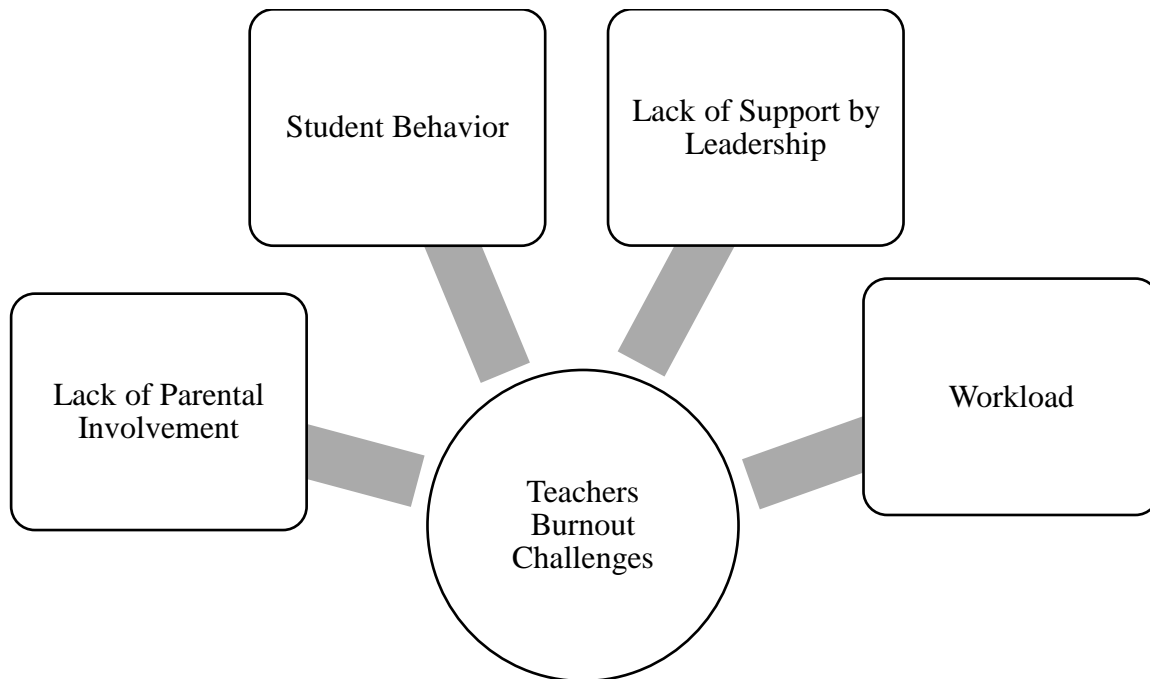 Student Behavior
Lack of Support by
Leadership
Lack of Parental
Involvement
Workload
Teachers
Burnout
Challenges